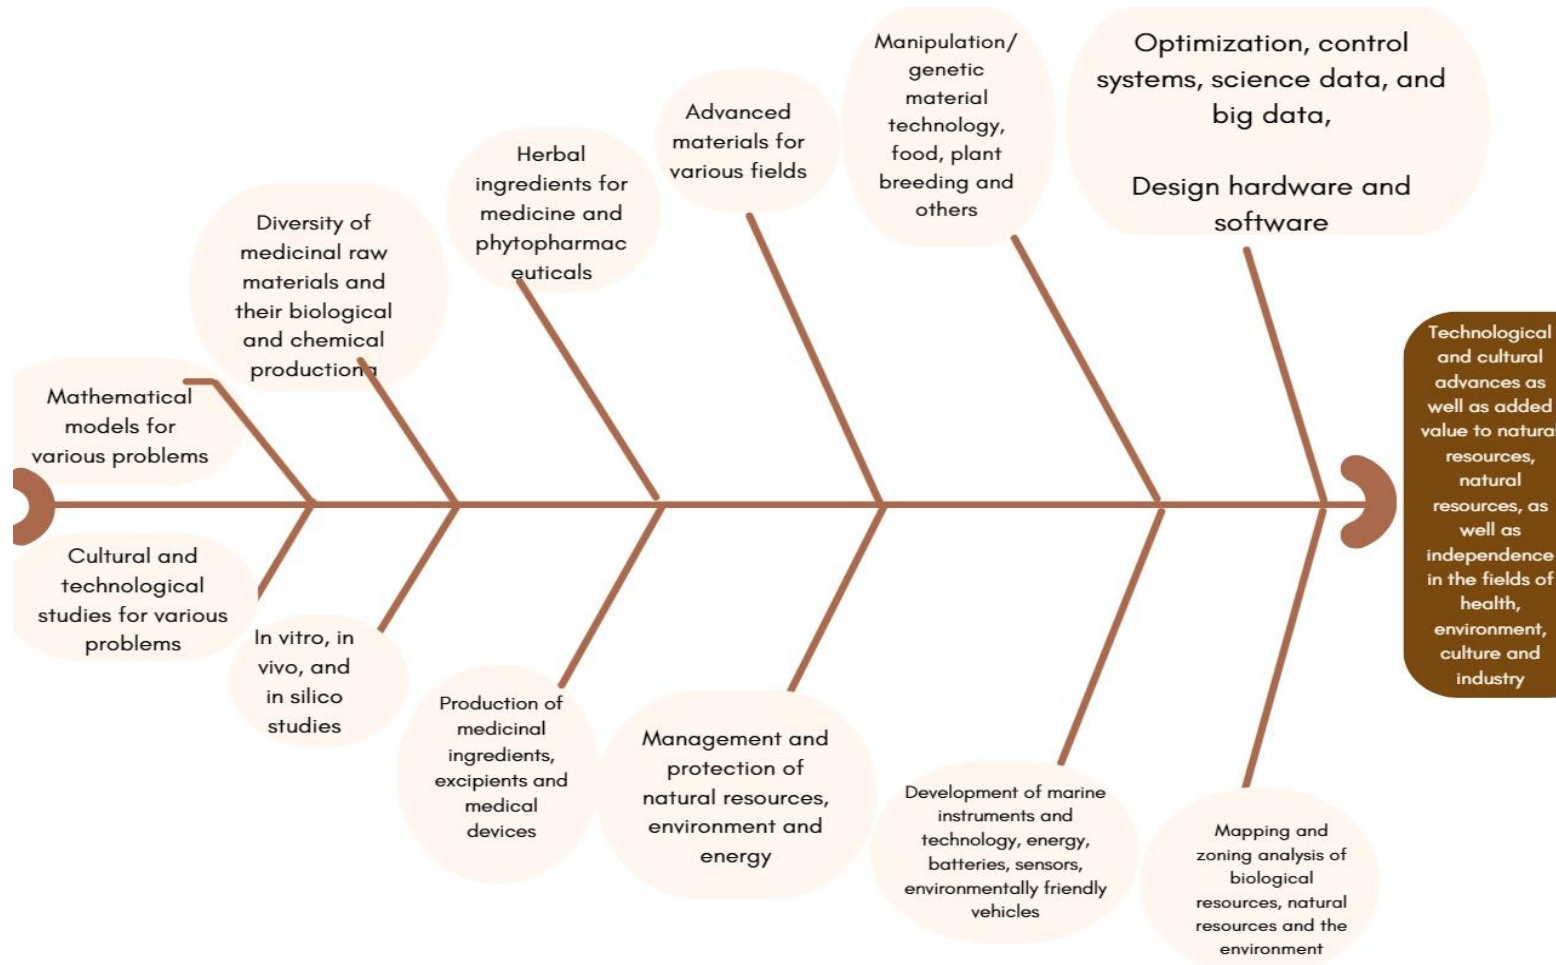 Mathematical
models for
various problems
Diversity of
medicinal raw
materials and
their biological
and chemical
productiong
Herbal
ingredients for
medicine and
phytopharmac
euticals
Advanced
materials for
various fields
Manipulation/
genetic
material
technology,
food, plant
breeding and
others
Optimization, control
systems, science data, and
big data,
Design hardware and
software
Technological
and cultural
advances as
well as added
value to natural
resources,
natural
resources, as
well as
independence
in the fields of
health,
environment,
culture and
industry
Cultural and
technological
studies for various
problems
In vitro, in
vivo, and
in silico
studies
Production of
medicinal
ingredients,
excipients and
medical
devices
Management and
protection of
natural resources,
environment and
energy
Development of marine
instruments and
technology, energy,
batteries, sensors,
environmentally friendly
vehicles
Mapping and
zoning analysis of
biological
resources, natural
resources and the
environment